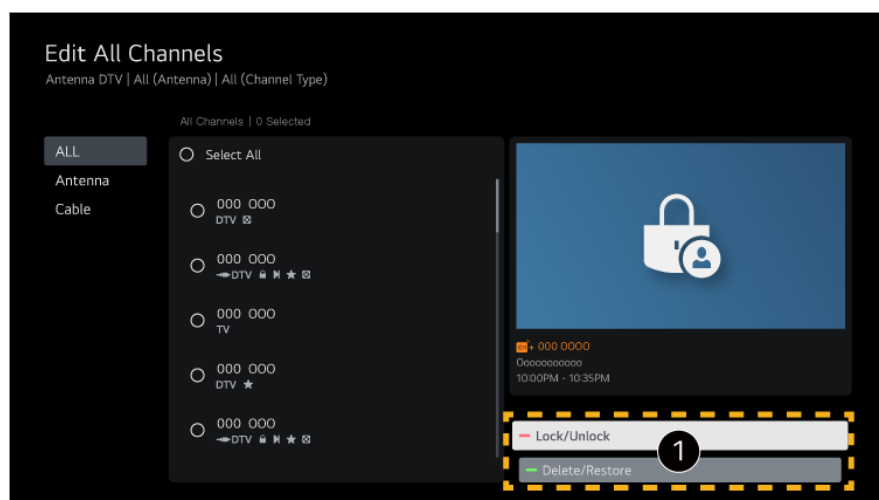 Edit All Channels
Antenna DTV | All (Antenna) | All (Channel Type)
All Channels | 0 Selected
ALL
Antenna
Cable
Select All
000 000
DTV
000 000
DTV
000 000
TV
000 000
DTV
000 000
DTV
CH+ 000 0000
Ooooooooooo
10:00PM - 10:35PM
Lock/Unlock
1
Delete/Restore